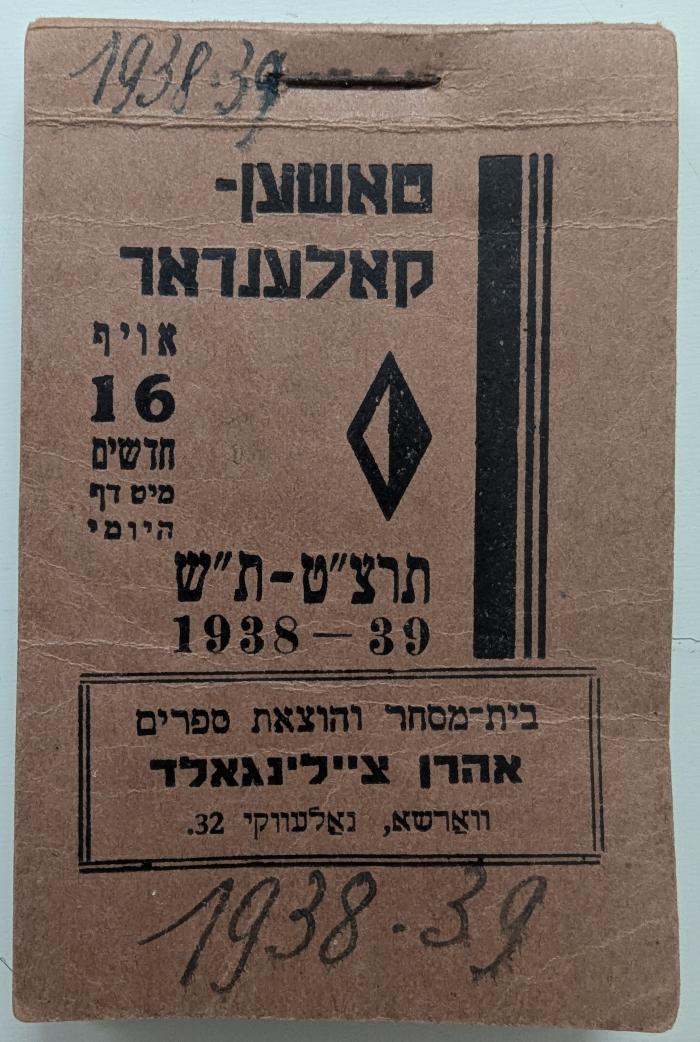 1938·39
טאשען-
קאלענדאר
אויף
16
חדשים
מיט דף
היומי
תרצ״ט-ת״ש
1938—39
בית-מסחר והוצאת ספרים
אהרן ציילינגאלד
ווארשא, נאלעווקי 32.
1938.39